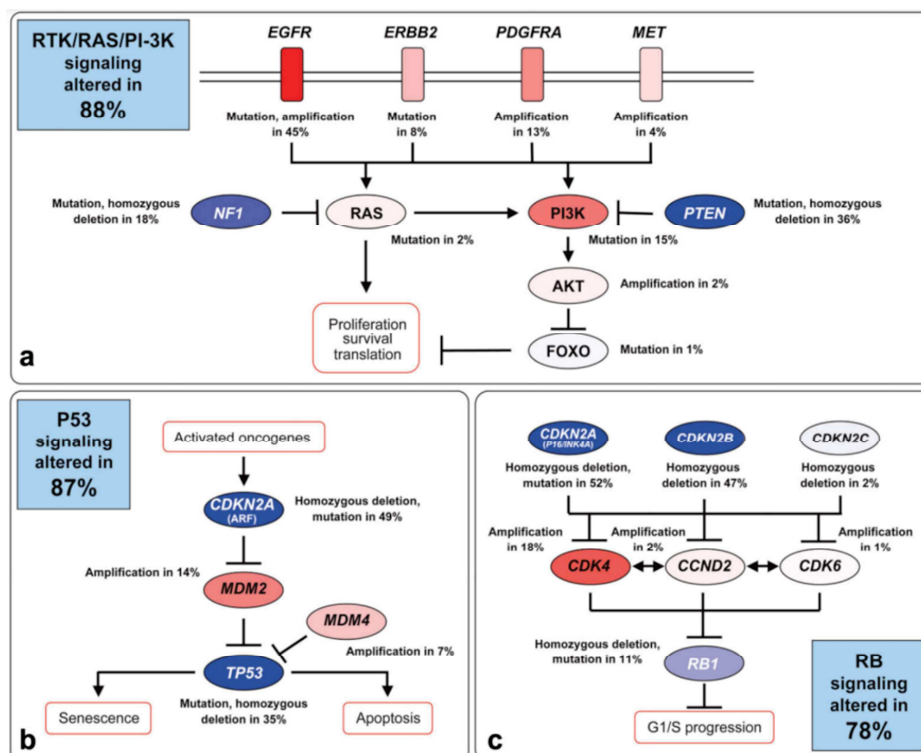 RTK/RAS/PI-3K
signaling
altered in
88%
EGFR
ERBB2
PDGFRA
MET
Mutation, amplification
in 45%
Mutation
in 8%
Amplification
in 13%
Amplification
in 4%
Mutation, homozygous
deletion in 18%
NF1
RAS
PI3K
PTEN
Mutation, homozygous
deletion in 36%
Mutation in 2%
Mutation in 15%
AKT
Amplification in 2%
Proliferation
survival
translation
FOXO
Mutation in 1%
a
P53
signaling
altered in
87%
Activated oncogenes
CDKN2A
(ARF)
Homozygous deletion,
mutation in 49%
Amplification in 14%
MDM2
MDM4
Amplification in 7%
TP53
Mutation, homozygous
deletion in 35%
Senescence
Apoptosis
b
CDKN2A
(P16/INK4A)
CDKN2B
CDKN2C
Homozygous deletion,
mutation in 52%
Homozygous
deletion in 47%
Homozygous
deletion in 2%
Amplification
in 18%
Amplification
in 2%
Amplification
in 1%
CDK4
CCND2
CDK6
Homozygous deletion,
mutation in 11%
RB1
G1/S progression
RB
signaling
altered in
78%
c